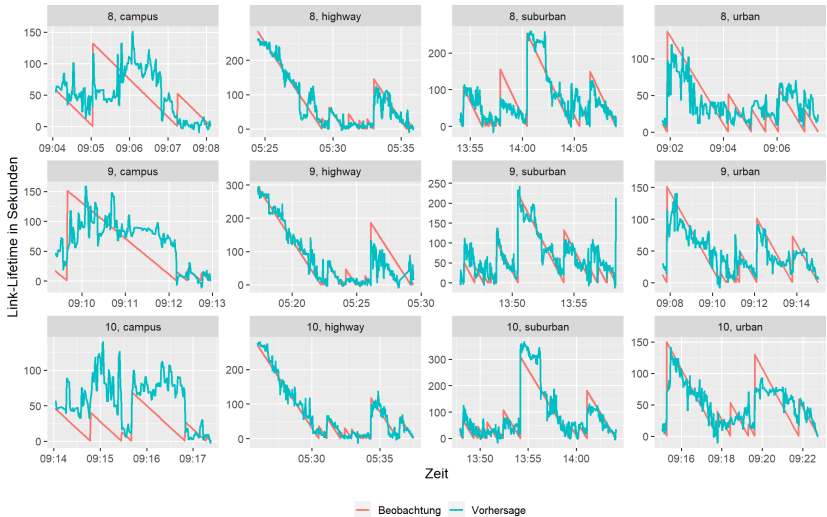 8, campus
8, highway
8, suburban
8, urban
0
50
100
150
09:04 09:05 09:06 09:07 09:08
0
100
200
05:25 05:30 05:35
0
100
200
13:55 14:00 14:05
0
50
100
09:02 09:04 09:06
9, campus
9, highway
9, suburban
9, urban
0
50
100
150
09:10 09:11 09:12 09:13
0
100
200
300
05:20 05:25 05:30
0
50
100
150
200
250
13:50 13:55
0
50
100
150
09:08 09:10 09:12 09:14
10, campus
10, highway
10, suburban
10, urban
0
50
100
09:14 09:15 09:16 09:17
0
100
200
05:30 05:35
0
100
200
300
13:50 13:55 14:00
0
50
100
150
09:16 09:18 09:20 09:22
Link-Lifetime in Sekunden
Zeit
Beobachtung Vorhersage